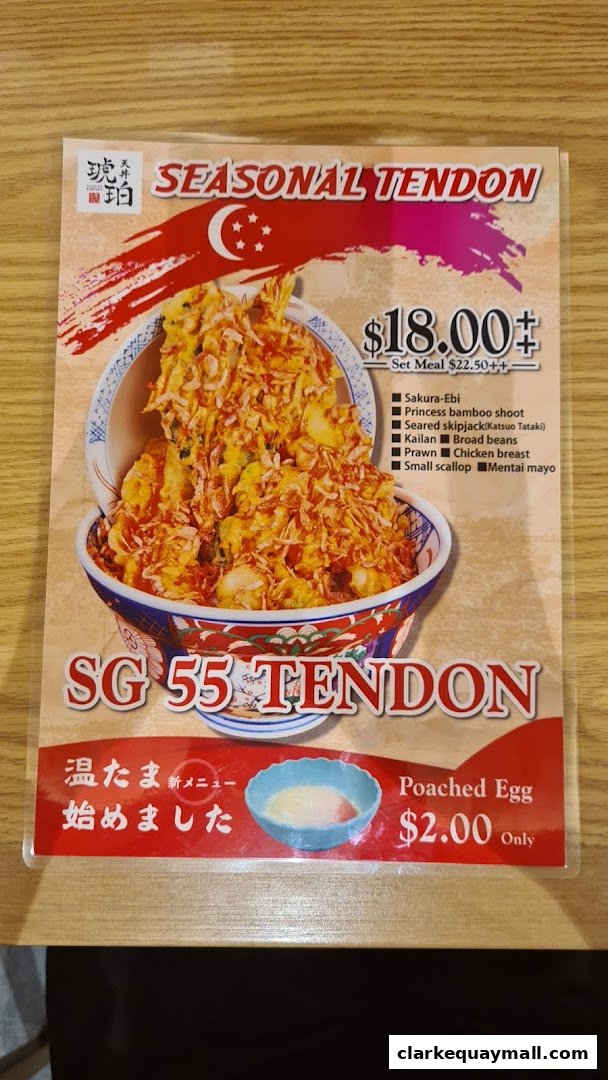 天丼
琥珀
SEASONAL TENDON
$18.00++
Set Meal $22.50++
■ Sakura-Ebi
■ Princess bamboo shoot
■ Seared skipjack(Katsuo Tataki)
■ Kailan ■ Broad beans
■ Prawn ■ Chicken breast
■ Small scallop ■Mentai mayo
SG 55 TENDON
温たま 新メニュー
始めました
Poached Egg
$2.00 Only
clarkequaymall.com